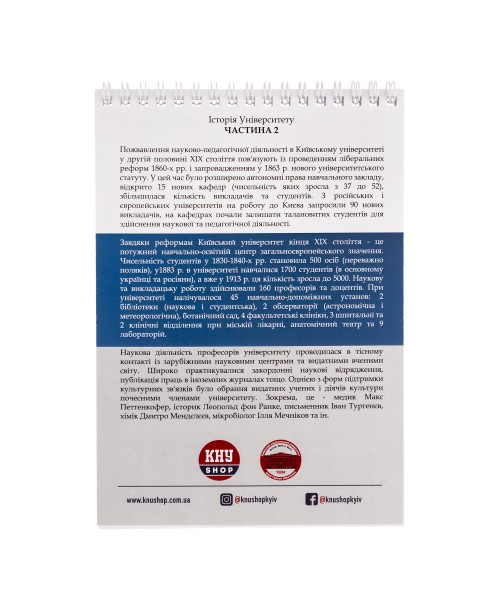 Історія Університету
ЧАСТИНА 2
Пожвавлення науково-педагогічної діяльності в Київському університеті
у другій половині XIX століття пов'язують із проведенням ліберальних
реформ 1860-х рр. і запровадженням у 1863 р. нового університетського
статуту. У цей час було розширено автономні права навчального закладу,
відкрито 15 нових кафедр (чисельність яких зросла з 37 до 52),
збільшилася кількість викладачів та студентів. З російських і
європейських університетів на роботу до Києва запросили 90 нових
викладачів, на кафедрах почали залишати талановитих студентів для
здійснення наукової та педагогічної діяльності.
Завдяки реформам Київський університет кінця XIX століття - це
потужний навчально-освітній центр загальноєвропейського значення.
Чисельність студентів у 1830-1840-х рр. становила 500 осіб (переважно
поляків), у1883 р. в університеті навчалися 1700 студентів (в основному
українці та росіяни), а вже у 1913 р. ця кількість зросла до 5000. Наукову
та викладацьку роботу здійснювали 160 професорів та доцентів. При
університеті налічувалося 45 навчально-допоміжних установ: 2
бібліотеки (наукова і студентська), 2 обсерваторії (астрономічна і
метеорологічна), ботанічний сад, 4 факультетські клініки, 3 шпитальні та
2 клінічні відділення при міській лікарні, анатомічний театр та 9
лабораторій.
Наукова діяльність професорів університету проводилася в тісному
контакті із зарубіжними науковими центрами та видатними вченими
світу. Широко практикувалися закордонні наукові відрядження,
публікація праць в іноземних журналах тощо. Однією з форм підтримки
культурних зв'язків було обрання видатних учених і діячів культури
почесними членами університету. Зокрема, це - медик Макс
Петтенкофер, історик Леопольд фон Ранке, письменник Іван Тургенєв,
хімік Дмитро Менделєєв, мікробіолог Ілля Мечніков та ін.
КНУ
SHOP
1834
www.knushop.com.ua
@knushopkyiv
@knushopkyiv